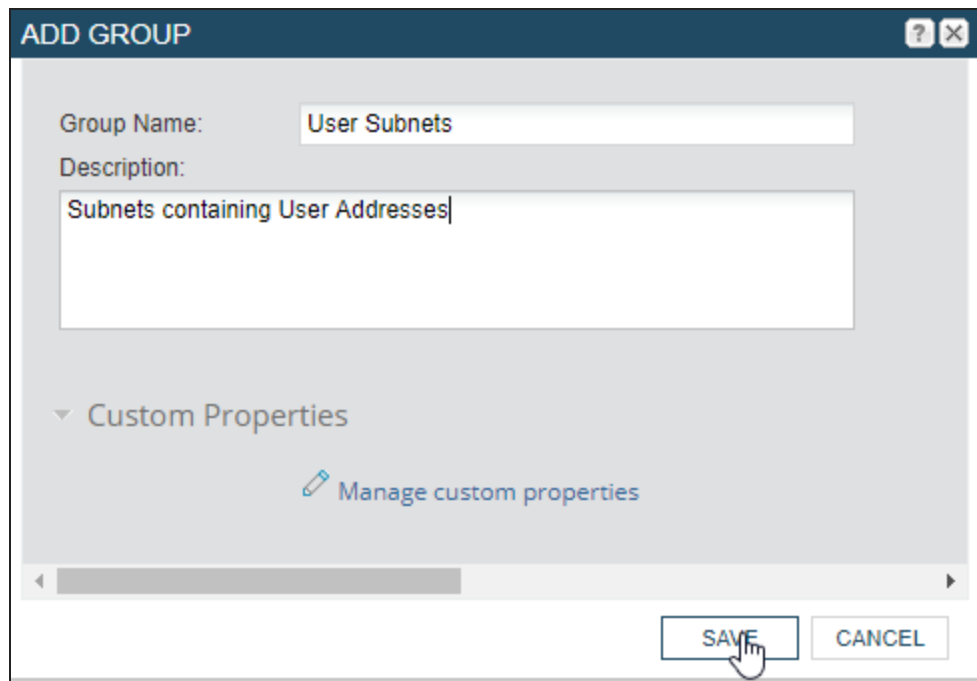 ADD GROUP
Group Name: User Subnets
Description:
Subnets containing User Addresses
Custom Properties
Manage custom properties
SAVE CANCEL